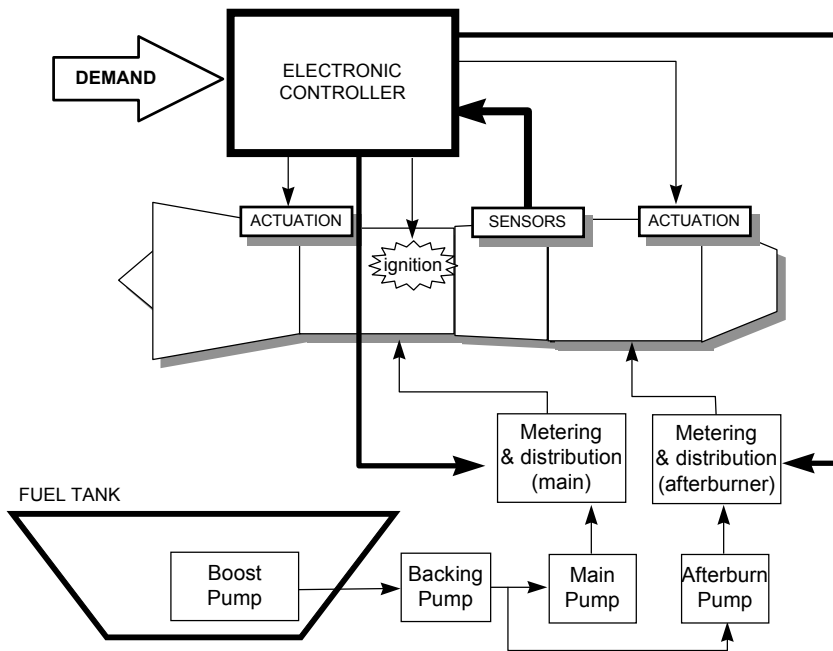 DEMAND
ELECTRONIC
CONTROLLER
ACTUATION
SENSORS
ACTUATION
ignition
Metering
& distribution
(main)
Metering
& distribution
(afterburner)
FUEL TANK
Boost
Pump
Backing
Pump
Main
Pump
Afterburn
Pump